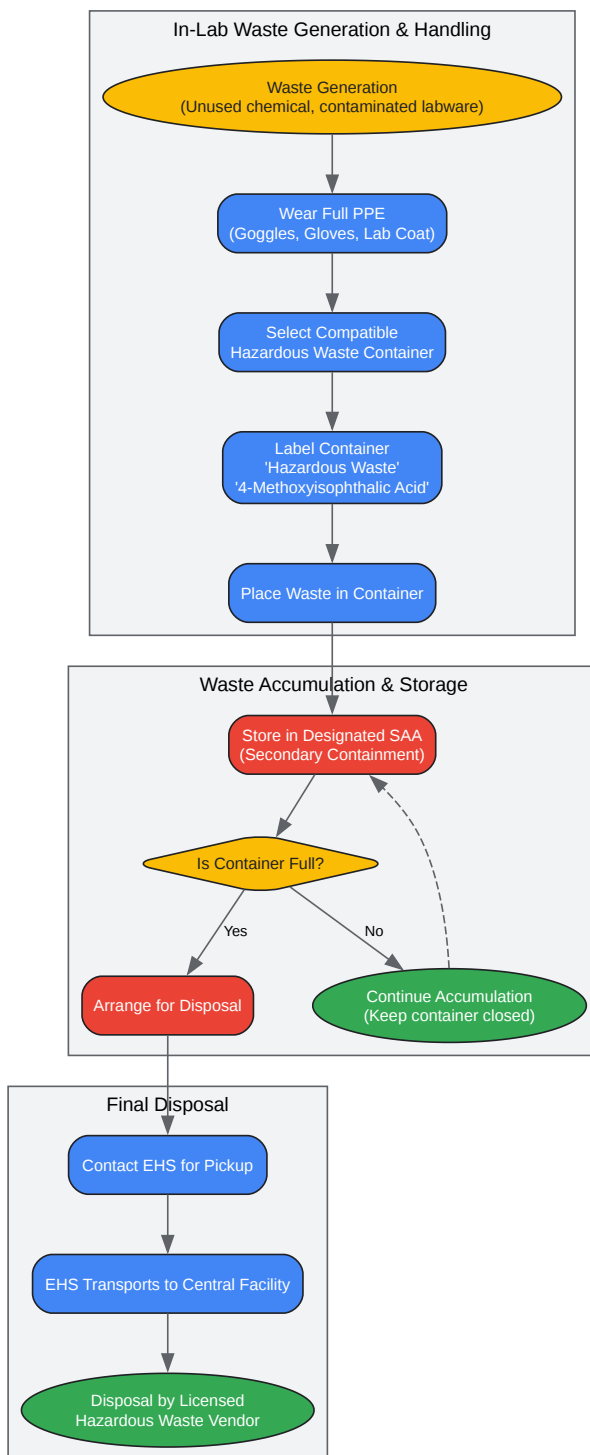 In-Lab Waste Generation & Handling
Waste Generation
(Unused chemical, contaminated labware)
Wear Full PPE
(Goggles, Gloves, Lab Coat)
Select Compatible
Hazardous Waste Container
Label Container
'Hazardous Waste'
'4-Methoxyisophthalic Acid'
Place Waste in Container
Waste Accumulation & Storage
Store in Designated SAA
(Secondary Containment)
Is Container Full?
Yes
No
Arrange for Disposal
Continue Accumulation
(Keep container closed)
Final Disposal
Contact EHS for Pickup
EHS Transports to Central Facility
Disposal by Licensed
Hazardous Waste Vendor